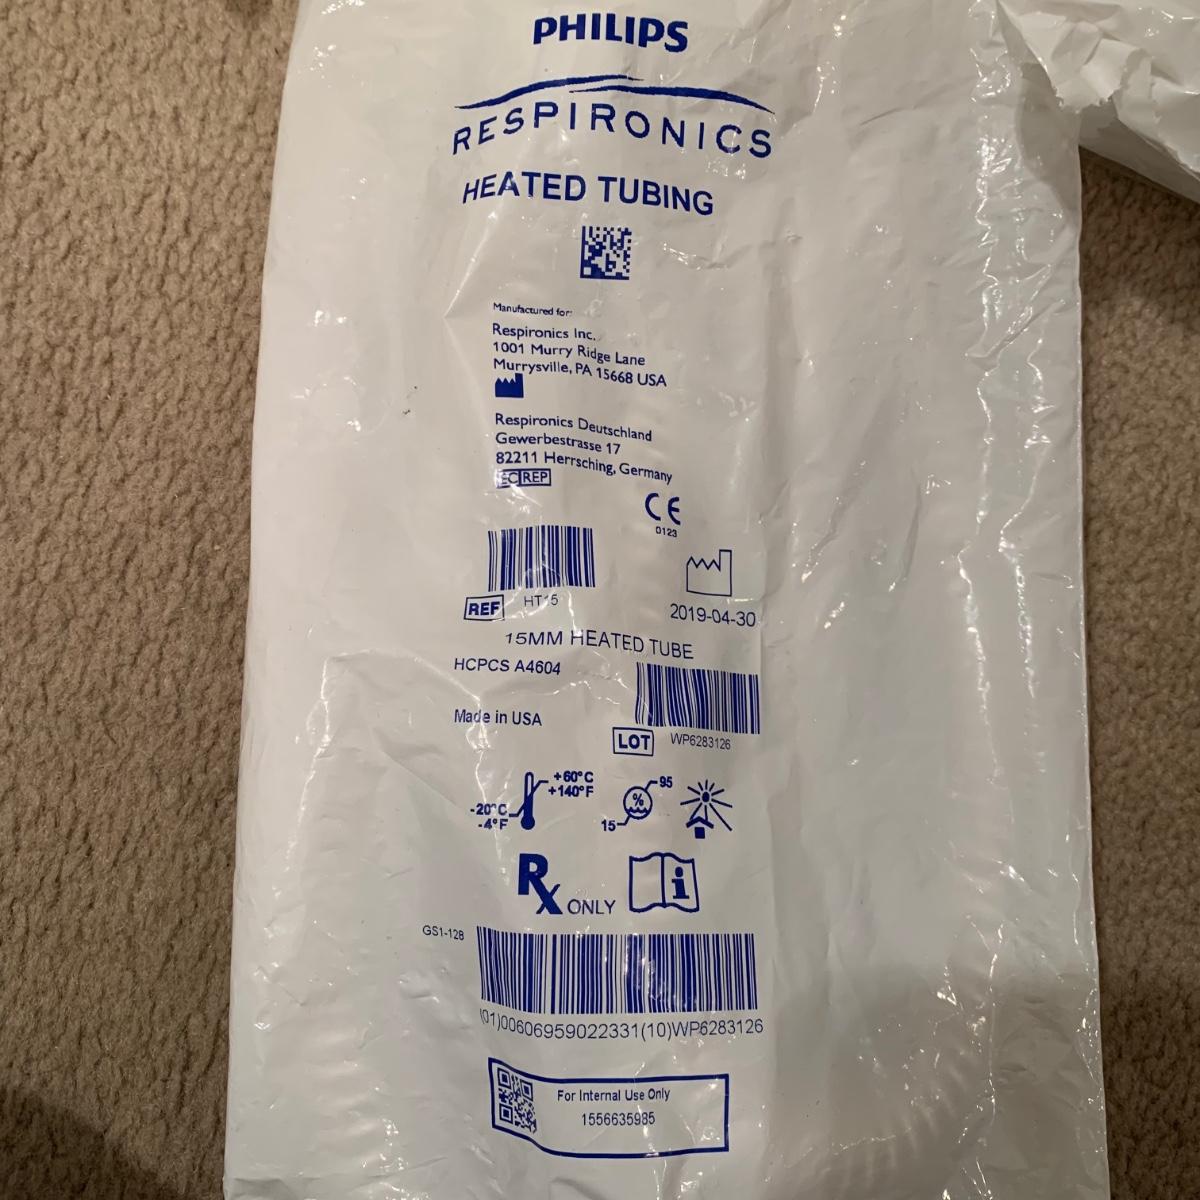 PHILIPS
RESPIRONICS
HEATED TUBING
Manufactured for:
Respironics Inc.
1001 Murry Ridge Lane
Murrysville, PA 15668 USA
Respironics Deutschland
Gewerbestrasse 17
82211 Herrsching, Germany
EC REP
CE
0123
REF HT15
2019-04-30
15MM HEATED TUBE
HCPCS A4604
Made in USA
LOT WP6283126
+60°C
+140°F
-20°C
-4°F
% 95
15
Rx ONLY
i
GS1-128
(01)00606959022331(10)WP6283126
For Internal Use Only
1556635985